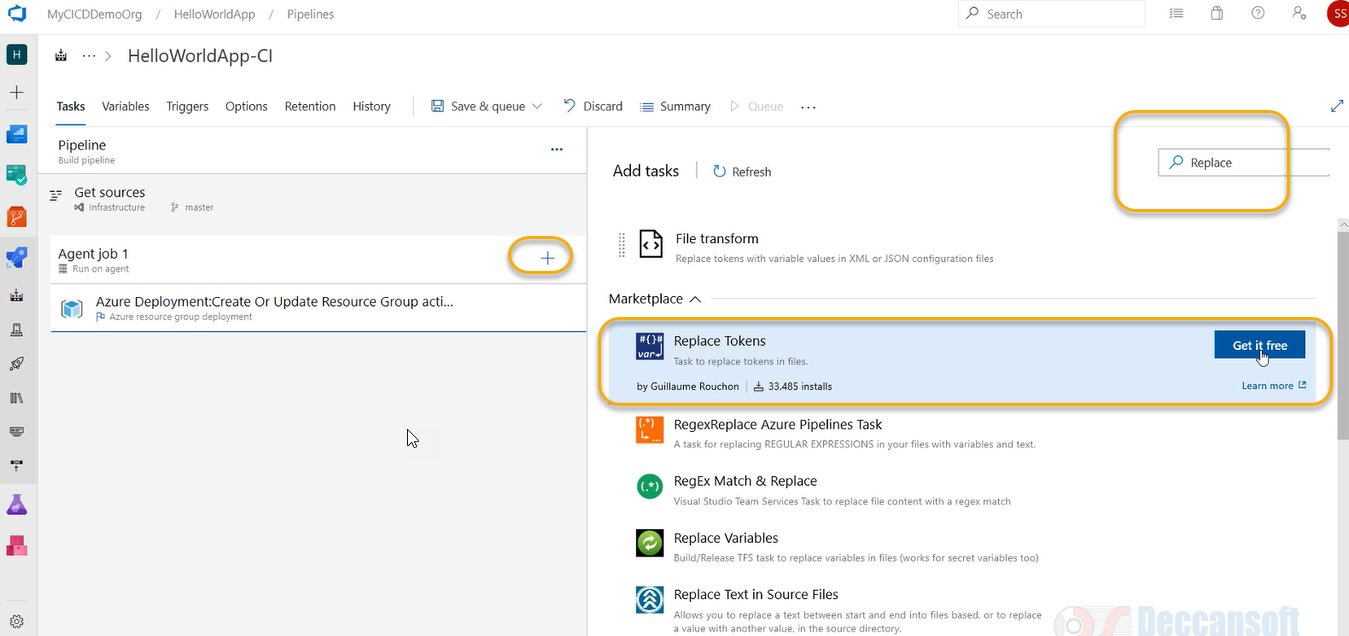 MyCICDDemoOrg / HelloWorldApp / Pipelines
Search
SS
H
··· > HelloWorldApp-CI
Tasks Variables Triggers Options Retention History Save & queue Discard Summary Queue ···
Pipeline
Build pipeline
Get sources
Infrastructure master
Agent job 1
Run on agent
Azure Deployment:Create Or Update Resource Group acti...
Azure resource group deployment
Add tasks Refresh
Replace
File transform
Replace tokens with variable values in XML or JSON configuration files
Marketplace
#{}#
var
Replace Tokens
Get it free
Task to replace tokens in files.
by Guillaume Rouchon 33,485 installs
Learn more
(.*)
RegexReplace Azure Pipelines Task
A task for replacing REGULAR EXPRESSIONS in your files with variables and text.
(.*)
RegEx Match & Replace
Visual Studio Team Services Task to replace file content with a regex match
Replace Variables
Build/Release TFS task to replace variables in files (works for secret variables too)
Replace Text in Source Files
Allows you to replace a text between start and end into files based, or to replace
a value with another value, in the source directory.
Deccansoft